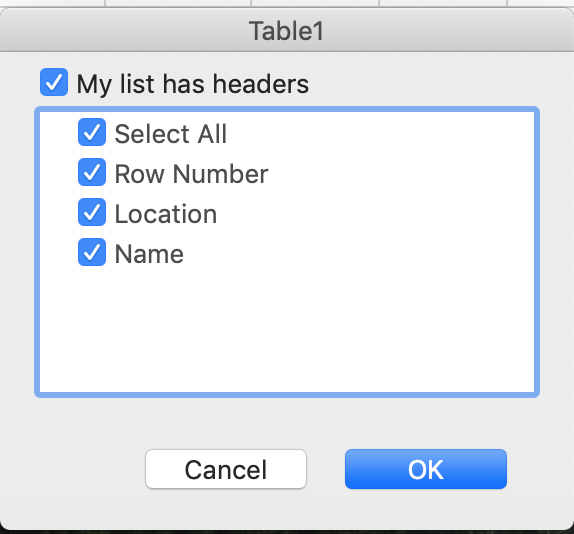 Table1
My list has headers
Select All
Row Number
Location
Name
Cancel
OK